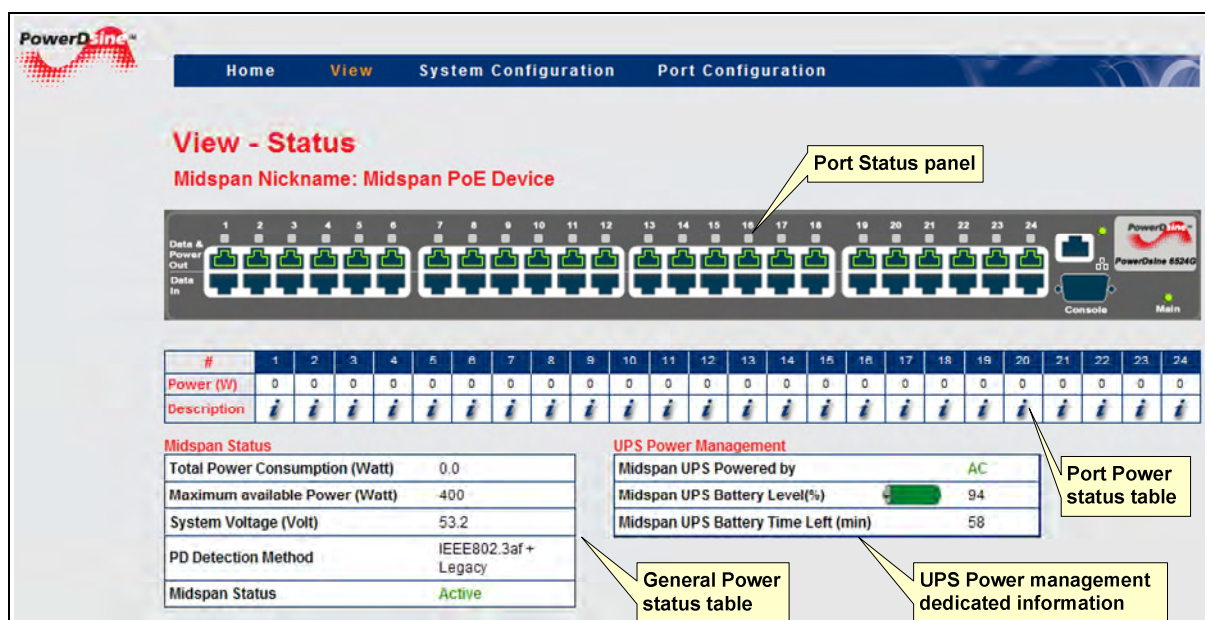 PowerDsine™
Home View System Configuration Port Configuration
View - Status
Midspan Nickname: Midspan PoE Device
Port Status panel
1 2 3 4 5 6 7 8 9 10 11 12 13 14 15 16 17 18 19 20 21 22 23 24
Data & Power Out
Data In
Console
Main
PowerDsine
PowerDsine 6524G
# 1 2 3 4 5 6 7 8 9 10 11 12 13 14 15 16 17 18 19 20 21 22 23 24
Power (W) 0 0 0 0 0 0 0 0 0 0 0 0 0 0 0 0 0 0 0 0 0 0 0 0
Description i i i i i i i i i i i i i i i i i i i i i i i i
Midspan Status
Total Power Consumption (Watt) 0.0
Maximum available Power (Watt) 400
System Voltage (Volt) 53.2
PD Detection Method IEEE802.3af +
Legacy
Midspan Status Active
UPS Power Management
Midspan UPS Powered by AC
Midspan UPS Battery Level(%) 94
Midspan UPS Battery Time Left (min) 58
Port Power
status table
General Power
status table
UPS Power management
dedicated information